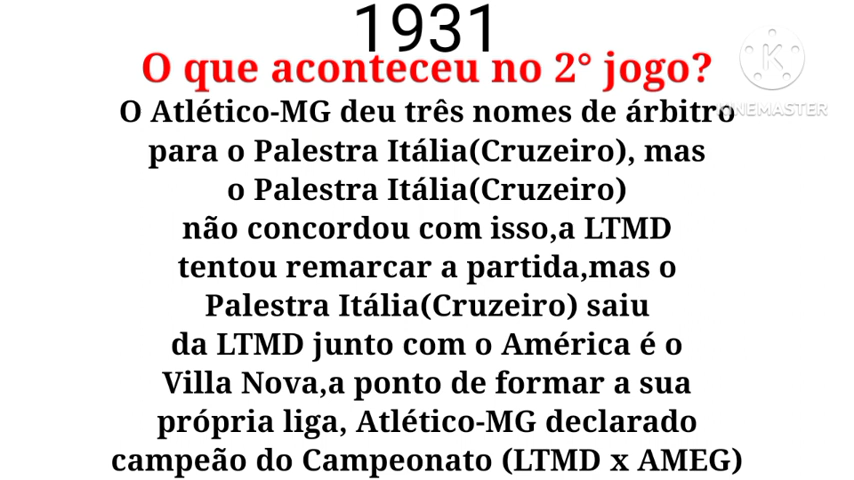 1931
O que aconteceu no 2° jogo?
KINEMASTER
O Atlético-MG deu três nomes de árbitro
para o Palestra Itália(Cruzeiro), mas
o Palestra Itália(Cruzeiro)
não concordou com isso,a LTMD
tentou remarcar a partida,mas o
Palestra Itália(Cruzeiro) saiu
da LTMD junto com o América é o
Villa Nova,a ponto de formar a sua
própria liga, Atlético-MG declarado
campeão do Campeonato (LTMD x AMEG)